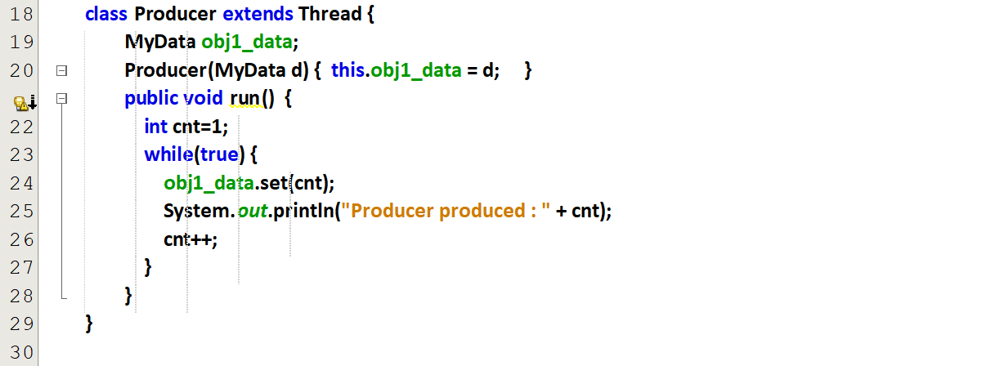 18 class Producer extends Thread {
19 MyData obj1_data;
20 Producer(MyData d) { this.obj1_data = d; }
public void run() {
22 int cnt=1;
23 while(true) {
24 obj1_data.set(cnt);
25 System.out.println("Producer produced : " + cnt);
26 cnt++;
27 }
28 }
29 }
30